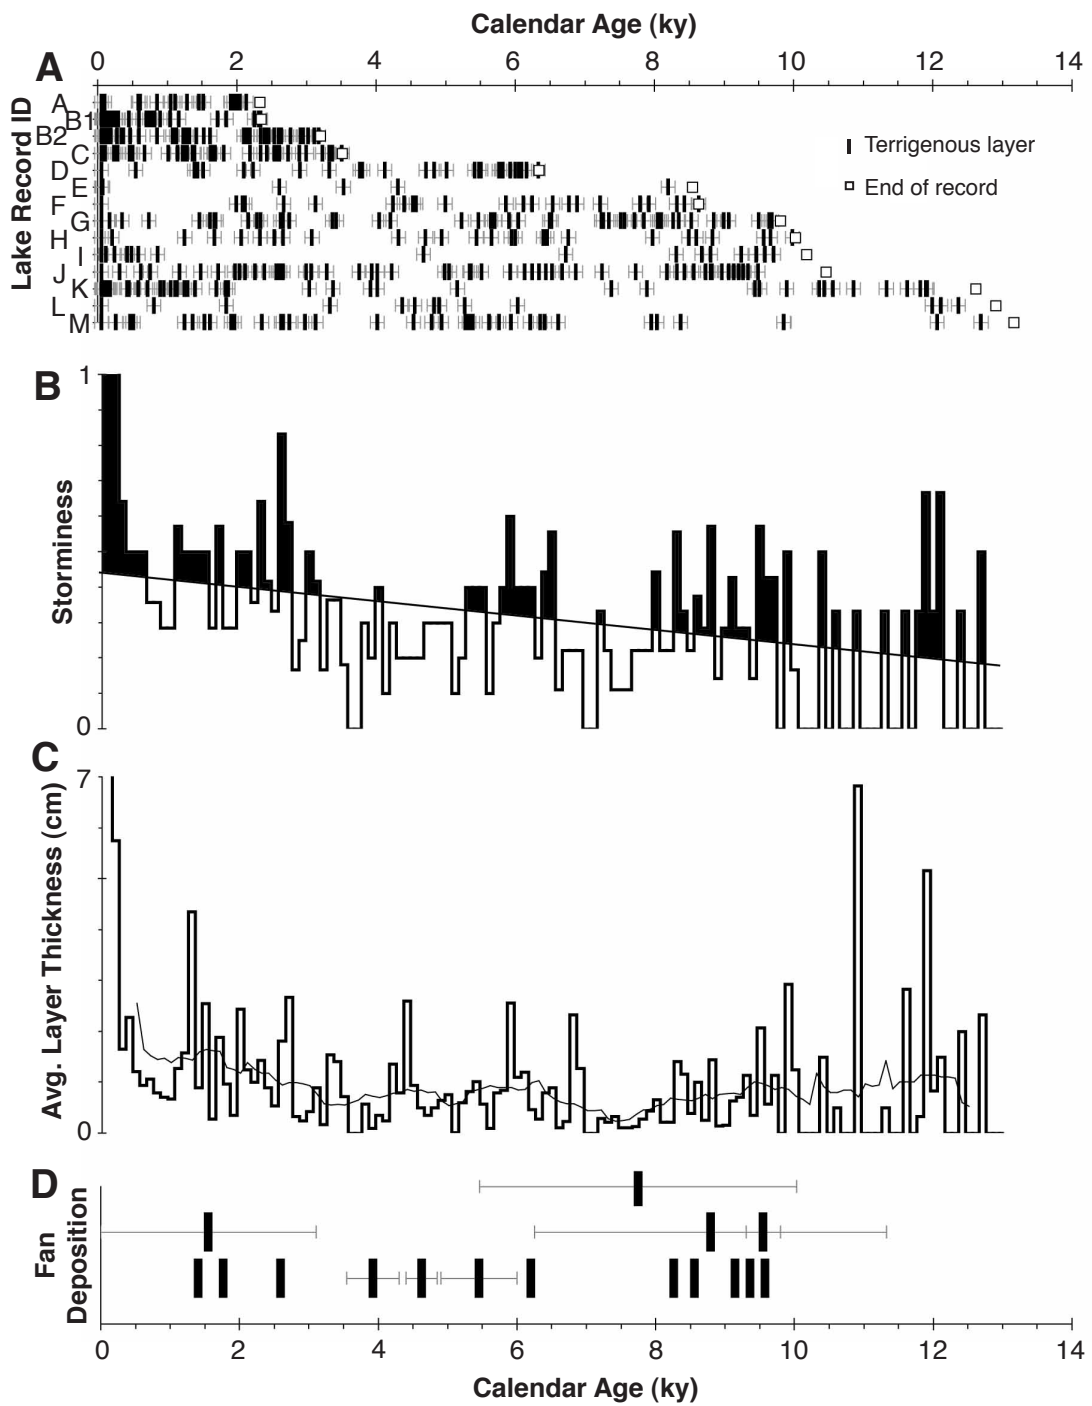 Calendar Age (ky)
0 2 4 6 8 10 12 14
A
Lake Record ID
A
B1
B2
C
D
E
F
G
H
I
J
K
L
M
Terrigenous layer
End of record
B
Storminess
1
0
C
Avg. Layer Thickness (cm)
7
0
D
Fan
Deposition
0 2 4 6 8 10 12 14
Calendar Age (ky)